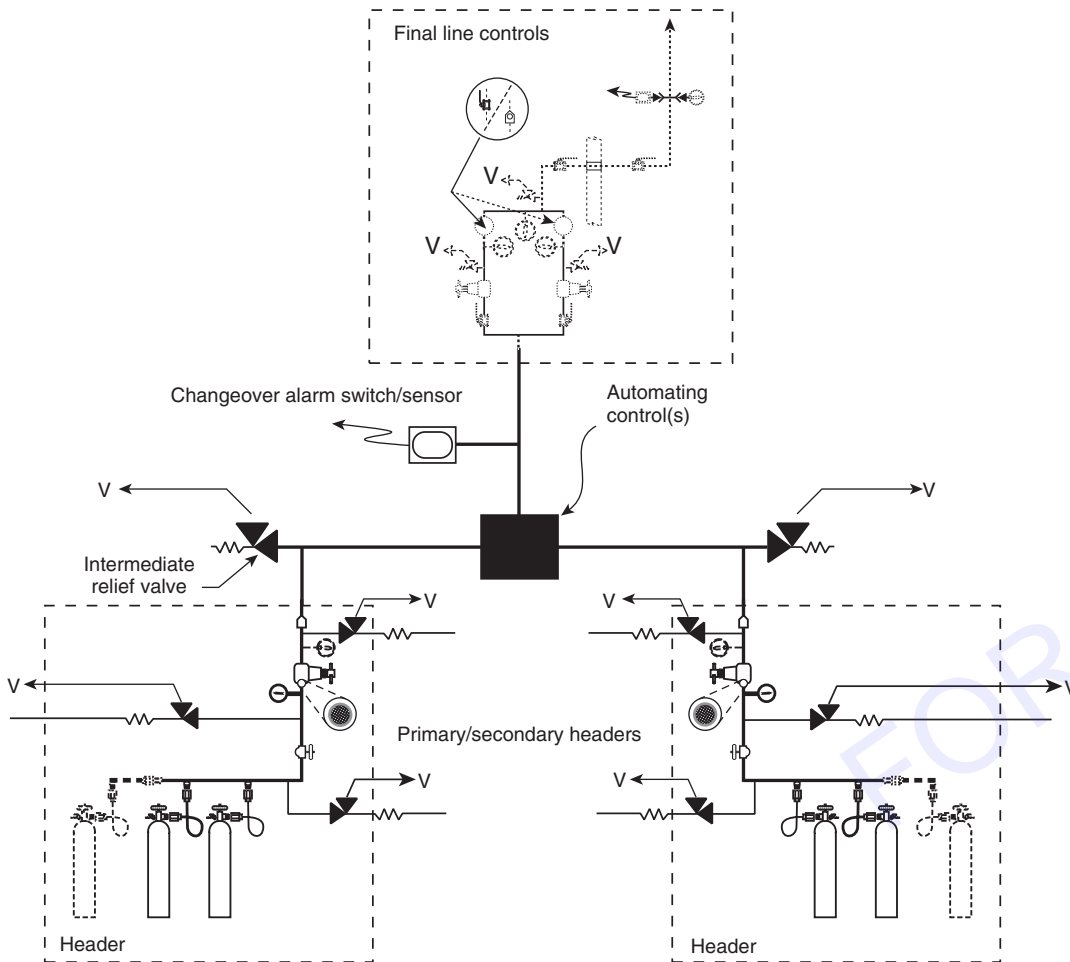 Final line controls
V
V
V
Changeover alarm switch/sensor
Automating
control(s)
V
V
Intermediate
relief valve
V
V
V
V
Primary/secondary headers
V
V
Header
Header
FOR